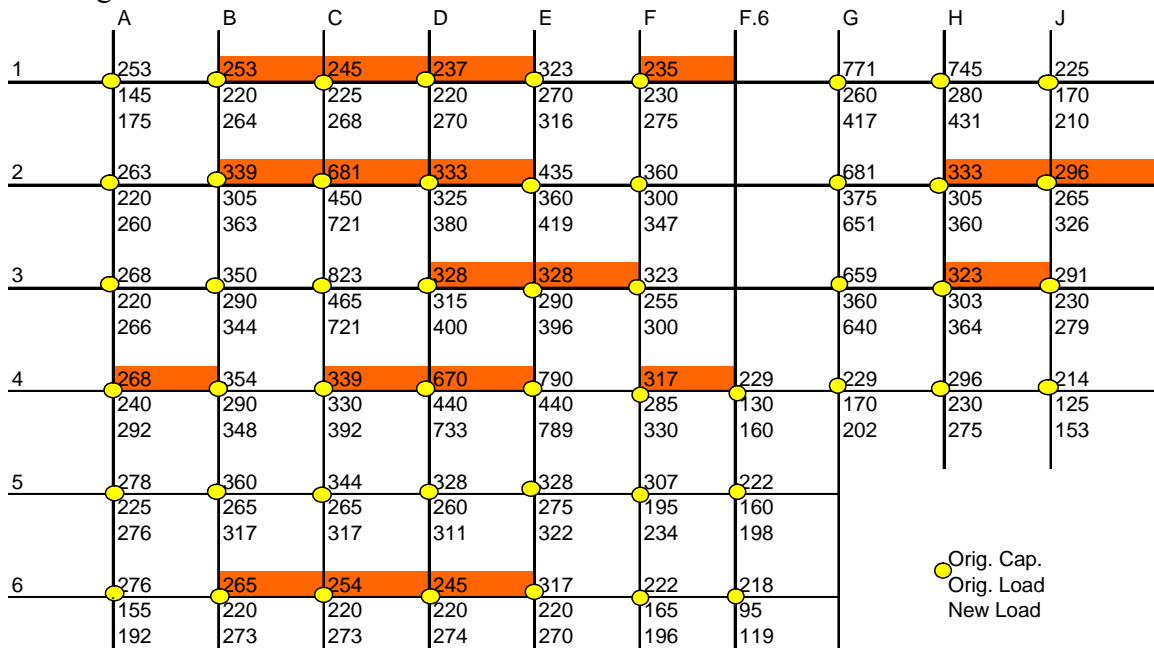 A B C D E F F.6 G H J
1 253 253 245 237 323 235 771 745 225
145 220 225 220 270 230 260 280 170
175 264 268 270 316 275 417 431 210
2 263 339 681 333 435 360 681 333 296
220 305 450 325 360 300 375 305 265
260 363 721 380 419 347 651 360 326
3 268 350 823 328 328 323 659 323 291
220 290 465 315 290 255 360 303 230
266 344 721 400 396 300 640 364 279
4 268 354 339 670 790 317 229 229 296 214
240 290 330 440 440 285 130 170 230 125
292 348 392 733 789 330 160 202 275 153
5 278 360 344 328 328 307 222
225 265 265 260 275 195 160
276 317 317 311 322 234 198
Orig. Cap.
6 276 265 254 245 317 222 218
Orig. Load
155 220 220 220 220 165 95
New Load
192 273 273 274 270 196 119